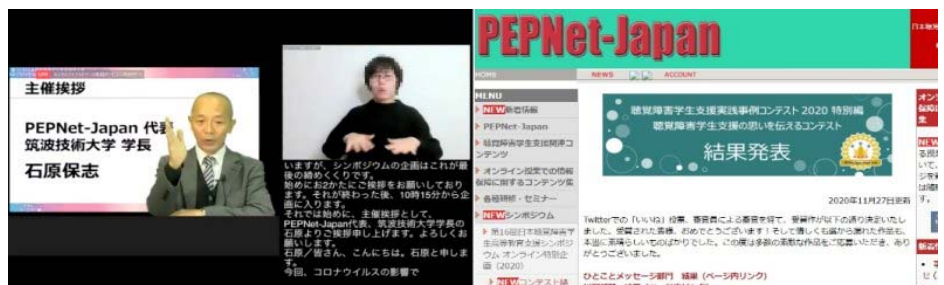 主催挨拶
PEPNet-Japan 代表
筑波技術大学 学長
石原保志
いますが、シンポジウムの企画はこれが最
後の締めくくりです。
始めにお2かたにご挨拶をお願いしており
ます。それが終わった後、10時15分から企
画に入ります。
それでは始めに、主催挨拶として、
PEPNet-Japan代表、筑波技術大学学長の
石原よりご挨拶申し上げます。よろしくお
願いします。
石原／皆さん、こんにちは。石原と申しま
す。
今回、コロナウイルスの影響で
PEPNet-Japan
HOME
NEWS
ACCOUNT
MENU
NEW新着情報
PEPNet-Japan
聴覚障害学生支援関連コ
ンテンツ
オンライン授業での情報
保障に関するコンテンツ集
各種研修・セミナー
NEWシンポジウム
第16回日本聴覚障害学
生高等教育支援シンポジ
ウム オンライン特別企
画（2020）
NEWコンテスト結
聴覚障害学生支援実践事例コンテスト 2020 特別編
聴覚障害学生支援の思いを伝えるコンテスト
結果発表
2020年11月27日更新
Twitterでの「いいね」投票、審査員による審査を経て、受賞作が以下の通り決定いたし
ました。受賞された皆様、おめでとうございます！そして惜しくも選から漏れた作品も、
本当に素晴らしいものばかりでした。この度は多数の素敵な作品をご応募いただき、あり
がとうございました。
ひとことメッセージ部門 結果（ページ内リンク）